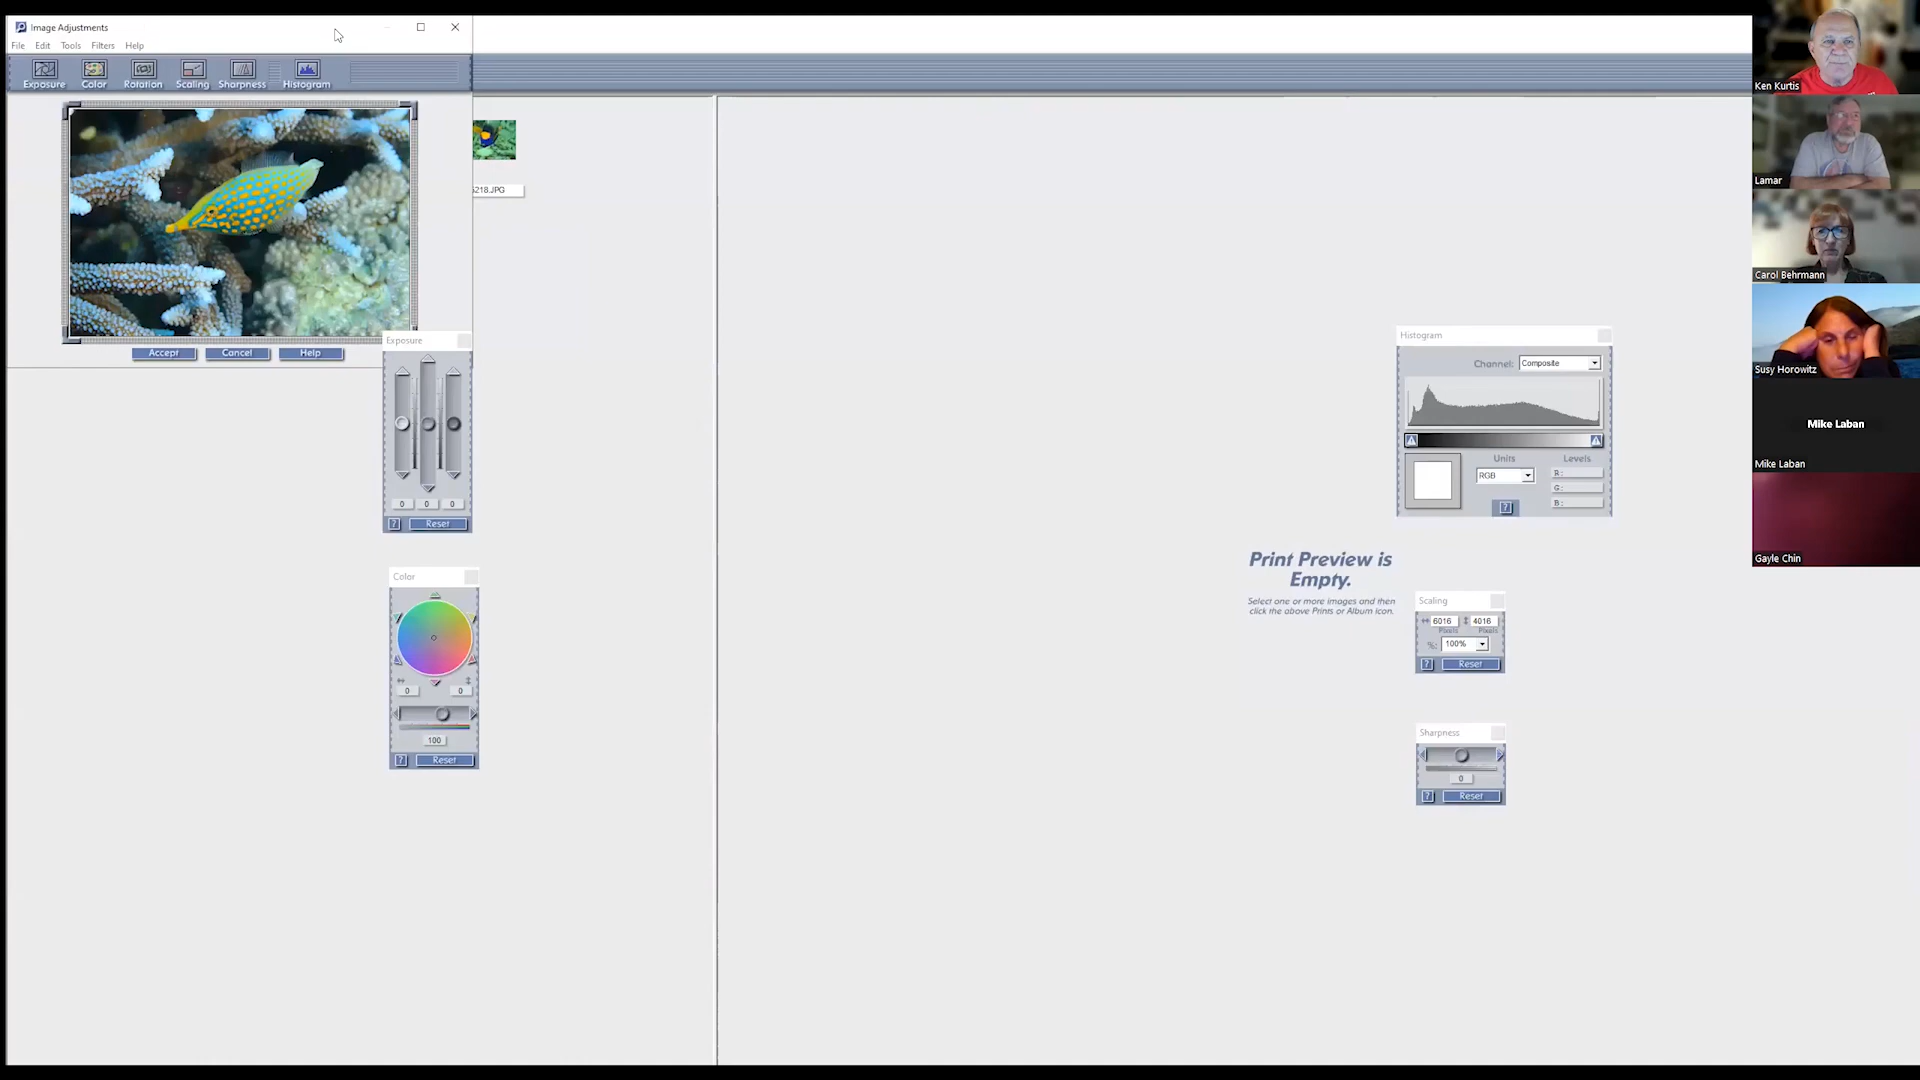 Image Adjustments
File Edit Tools Filters Help
Exposure Color Rotation Scaling Sharpness Histogram
5218.JPG
Accept Cancel Help
Exposure
0 0 0
? Reset
Color
0 0
100
? Reset
Histogram
Channel: Composite
Units Levels
RGB
R:
G:
B:
?
Print Preview is
Empty.
Select one or more images and then
click the above Prints or Album icon.
Scaling
6016 4016
Pixels Pixels
%: 100%
? Reset
Sharpness
0
? Reset
Ken Kurtis
Lamar
Carol Behrmann
Susy Horowitz
Mike Laban
Mike Laban
Gayle Chin